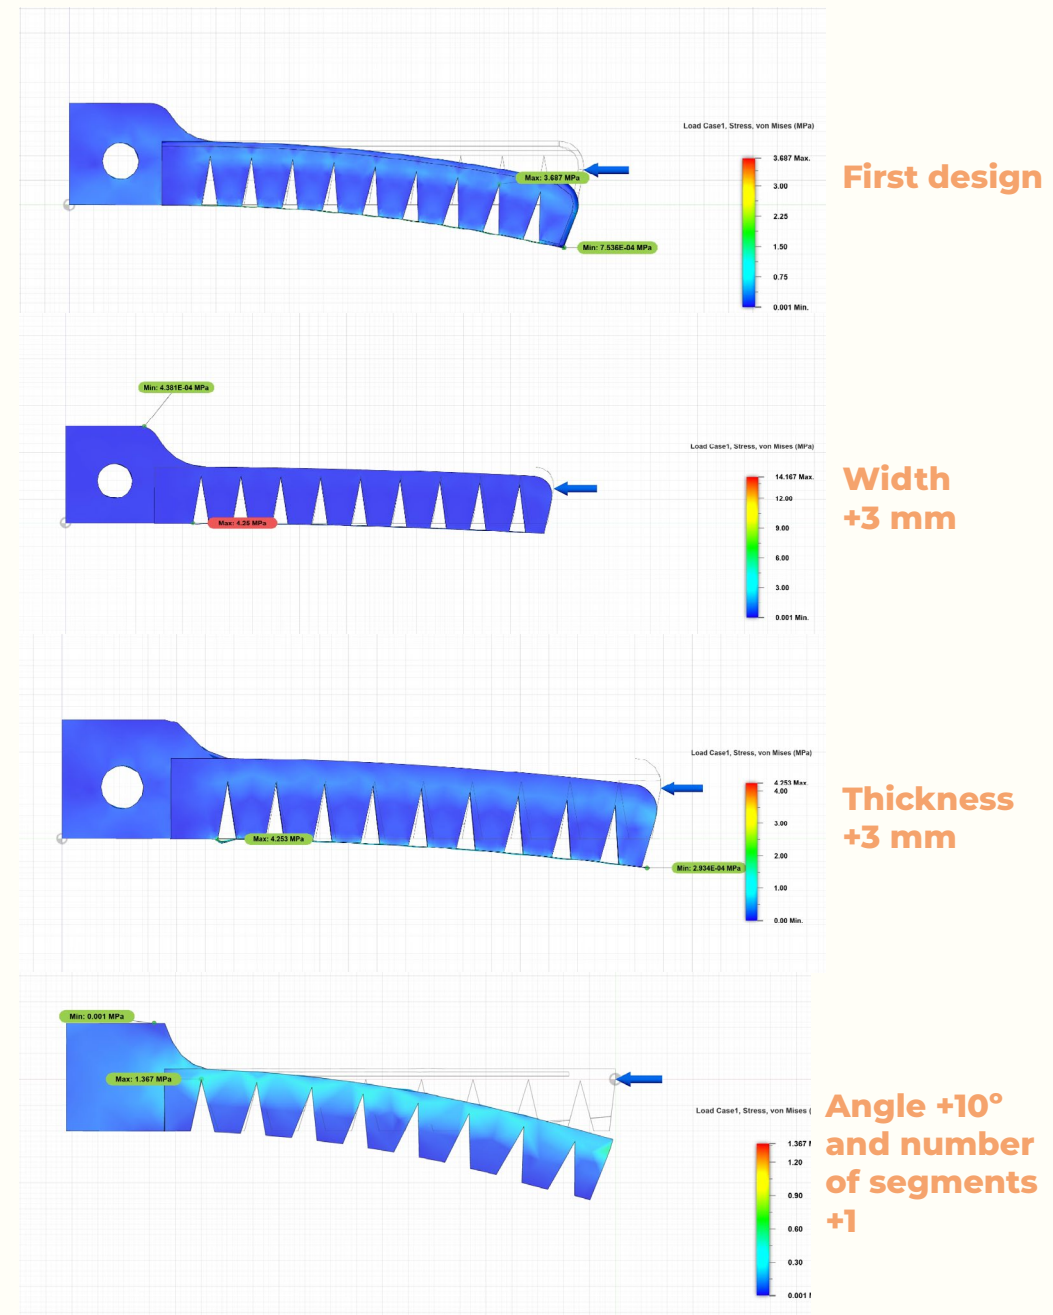 Load Case1, Stress, von Mises (MPa)
3.687 Max.
3.00
2.25
1.50
0.75
0.001 Min.
Max: 3.687 MPa
Min: 7.536E-04 MPa
First design
Min: 4.381E-04 MPa
Load Case1, Stress, von Mises (MPa)
14.167 Max.
12.00
9.00
6.00
3.00
0.001 Min.
Max: 4.25 MPa
Width
+3 mm
Load Case1, Stress, von Mises (MPa)
4.253 Max.
4.00
3.00
2.00
1.00
0.00 Min.
Max: 4.253 MPa
Min: 2.934E-04 MPa
Thickness
+3 mm
Min: 0.001 MPa
Max: 1.367 MPa
Load Case1, Stress, von Mises (
1.367
1.20
0.90
0.60
0.30
0.001
Angle +10º
and number
of segments
+1